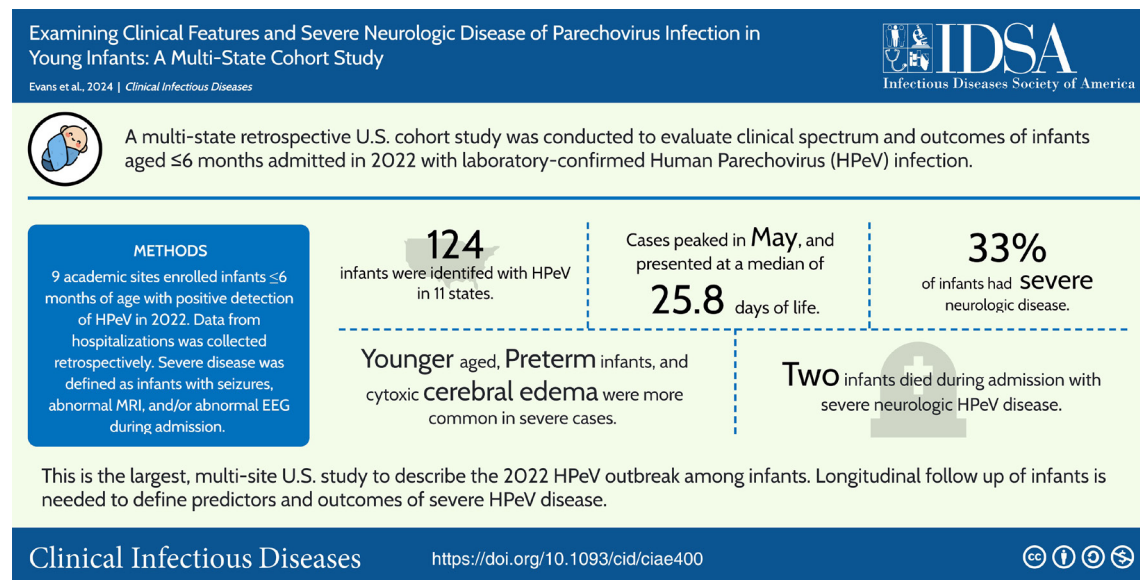 Examining Clinical Features and Severe Neurologic Disease of Parechovirus Infection in
Young Infants: A Multi-State Cohort Study
Evans et al., 2024 | Clinical Infectious Diseases
IDSA
Infectious Diseases Society of America
A multi-state retrospective U.S. cohort study was conducted to evaluate clinical spectrum and outcomes of infants
aged ≤6 months admitted in 2022 with laboratory-confirmed Human Parechovirus (HPeV) infection.
METHODS
9 academic sites enrolled infants ≤6
months of age with positive detection
of HPeV in 2022. Data from
hospitalizations was collected
retrospectively. Severe disease was
defined as infants with seizures,
abnormal MRI, and/or abnormal EEG
during admission.
124
infants were identifed with HPeV
in 11 states.
Cases peaked in May, and
presented at a median of
25.8 days of life.
33%
of infants had severe
neurologic disease.
Younger aged, Preterm infants, and
cytoxic cerebral edema were more
common in severe cases.
Two infants died during admission with
severe neurologic HPeV disease.
This is the largest, multi-site U.S. study to describe the 2022 HPeV outbreak among infants. Longitudinal follow up of infants is
needed to define predictors and outcomes of severe HPeV disease.
Clinical Infectious Diseases
https://doi.org/10.1093/cid/ciae400
cc